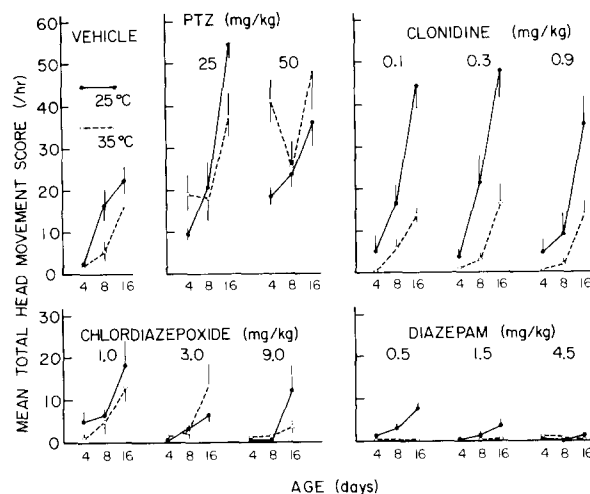 MEAN TOTAL HEAD MOVEMENT SCORE (/hr)
60
50
40
30
20
10
0
VEHICLE
25°C
35°C
4 8 16
PTZ (mg/kg)
25 50
4 8 16 4 8 16
CLONIDINE (mg/kg)
0.1 0.3 0.9
4 8 16 4 8 16 4 8 16
30
20
10
0
CHLORDIAZEPOXIDE (mg/kg)
1.0 3.0 9.0
4 8 16 4 8 16 4 8 16
DIAZEPAM (mg/kg)
0.5 1.5 4.5
4 8 16 4 8 16 4 8 16
AGE (days)